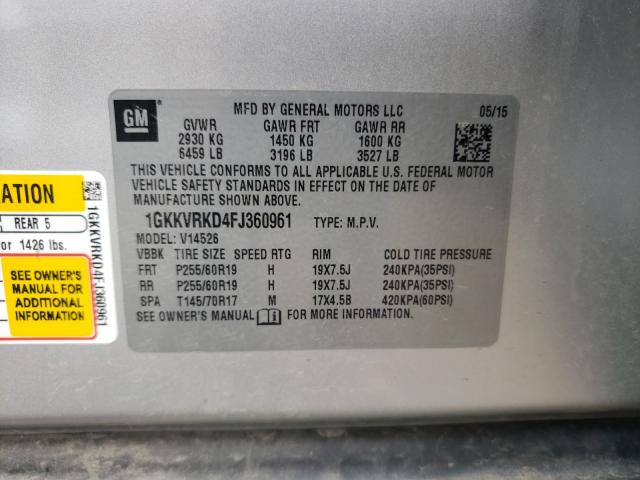 GM
MFD BY GENERAL MOTORS LLC 05/15
GVWR GAWR FRT GAWR RR
2930 KG 1450 KG 1600 KG
6459 LB 3196 LB 3527 LB
THIS VEHICLE CONFORMS TO ALL APPLICABLE U.S. FEDERAL MOTOR
VEHICLE SAFETY STANDARDS IN EFFECT ON THE DATE OF
MANUFACTURE SHOWN ABOVE.
1GKKVRKD4FJ360961 TYPE: M.P.V.
MODEL: V14526
VBBK TIRE SIZE SPEED RTG RIM COLD TIRE PRESSURE
FRT P255/60R19 H 19X7.5J 240KPA(35PSI)
RR P255/60R19 H 19X7.5J 240KPA(35PSI)
SPA T145/70R17 M 17X4.5B 420KPA(60PSI)
SEE OWNER'S MANUAL FOR MORE INFORMATION.
REAR 5
or 1426 lbs.
SEE OWNER'S
MANUAL FOR
ADDITIONAL
INFORMATION
1GKKVRKD4FJ360961